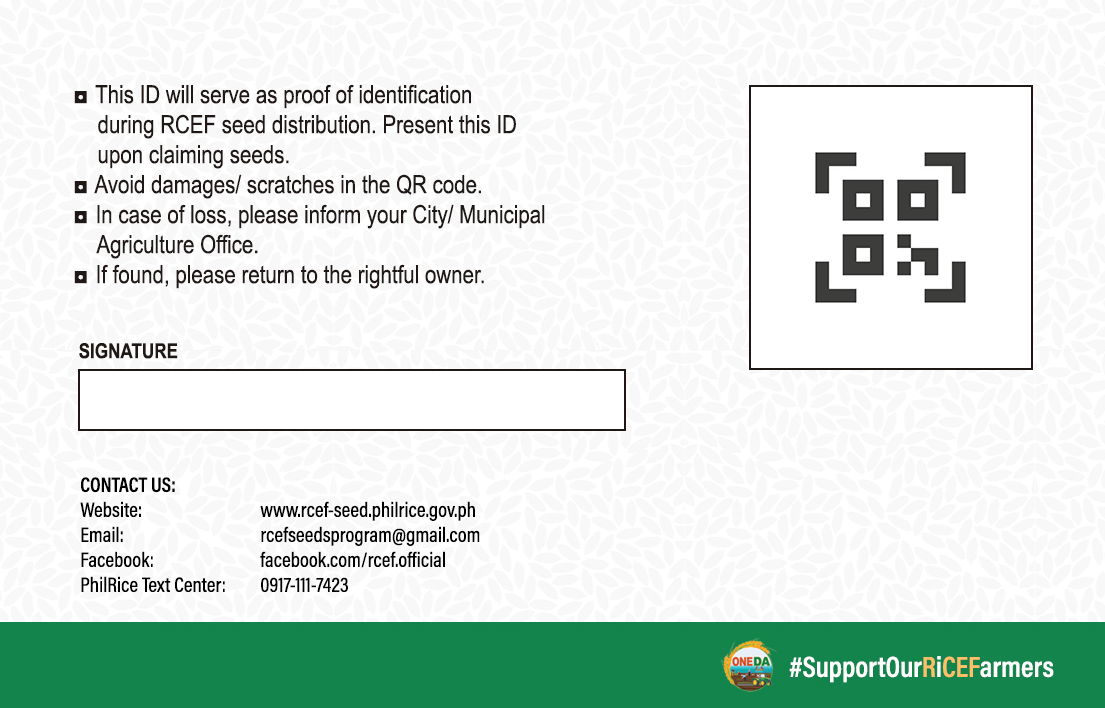 This ID will serve as proof of identification
during RCEF seed distribution. Present this ID
upon claiming seeds.
Avoid damages/ scratches in the QR code.
In case of loss, please inform your City/ Municipal
Agriculture Office.
If found, please return to the rightful owner.
SIGNATURE
CONTACT US:
Website: www.rcef-seed.philrice.gov.ph
Email: rcefseedsprogram@gmail.com
Facebook: facebook.com/rcef.official
PhilRice Text Center: 0917-111-7423
ONE DA
#SupportOurRiCEFarmers